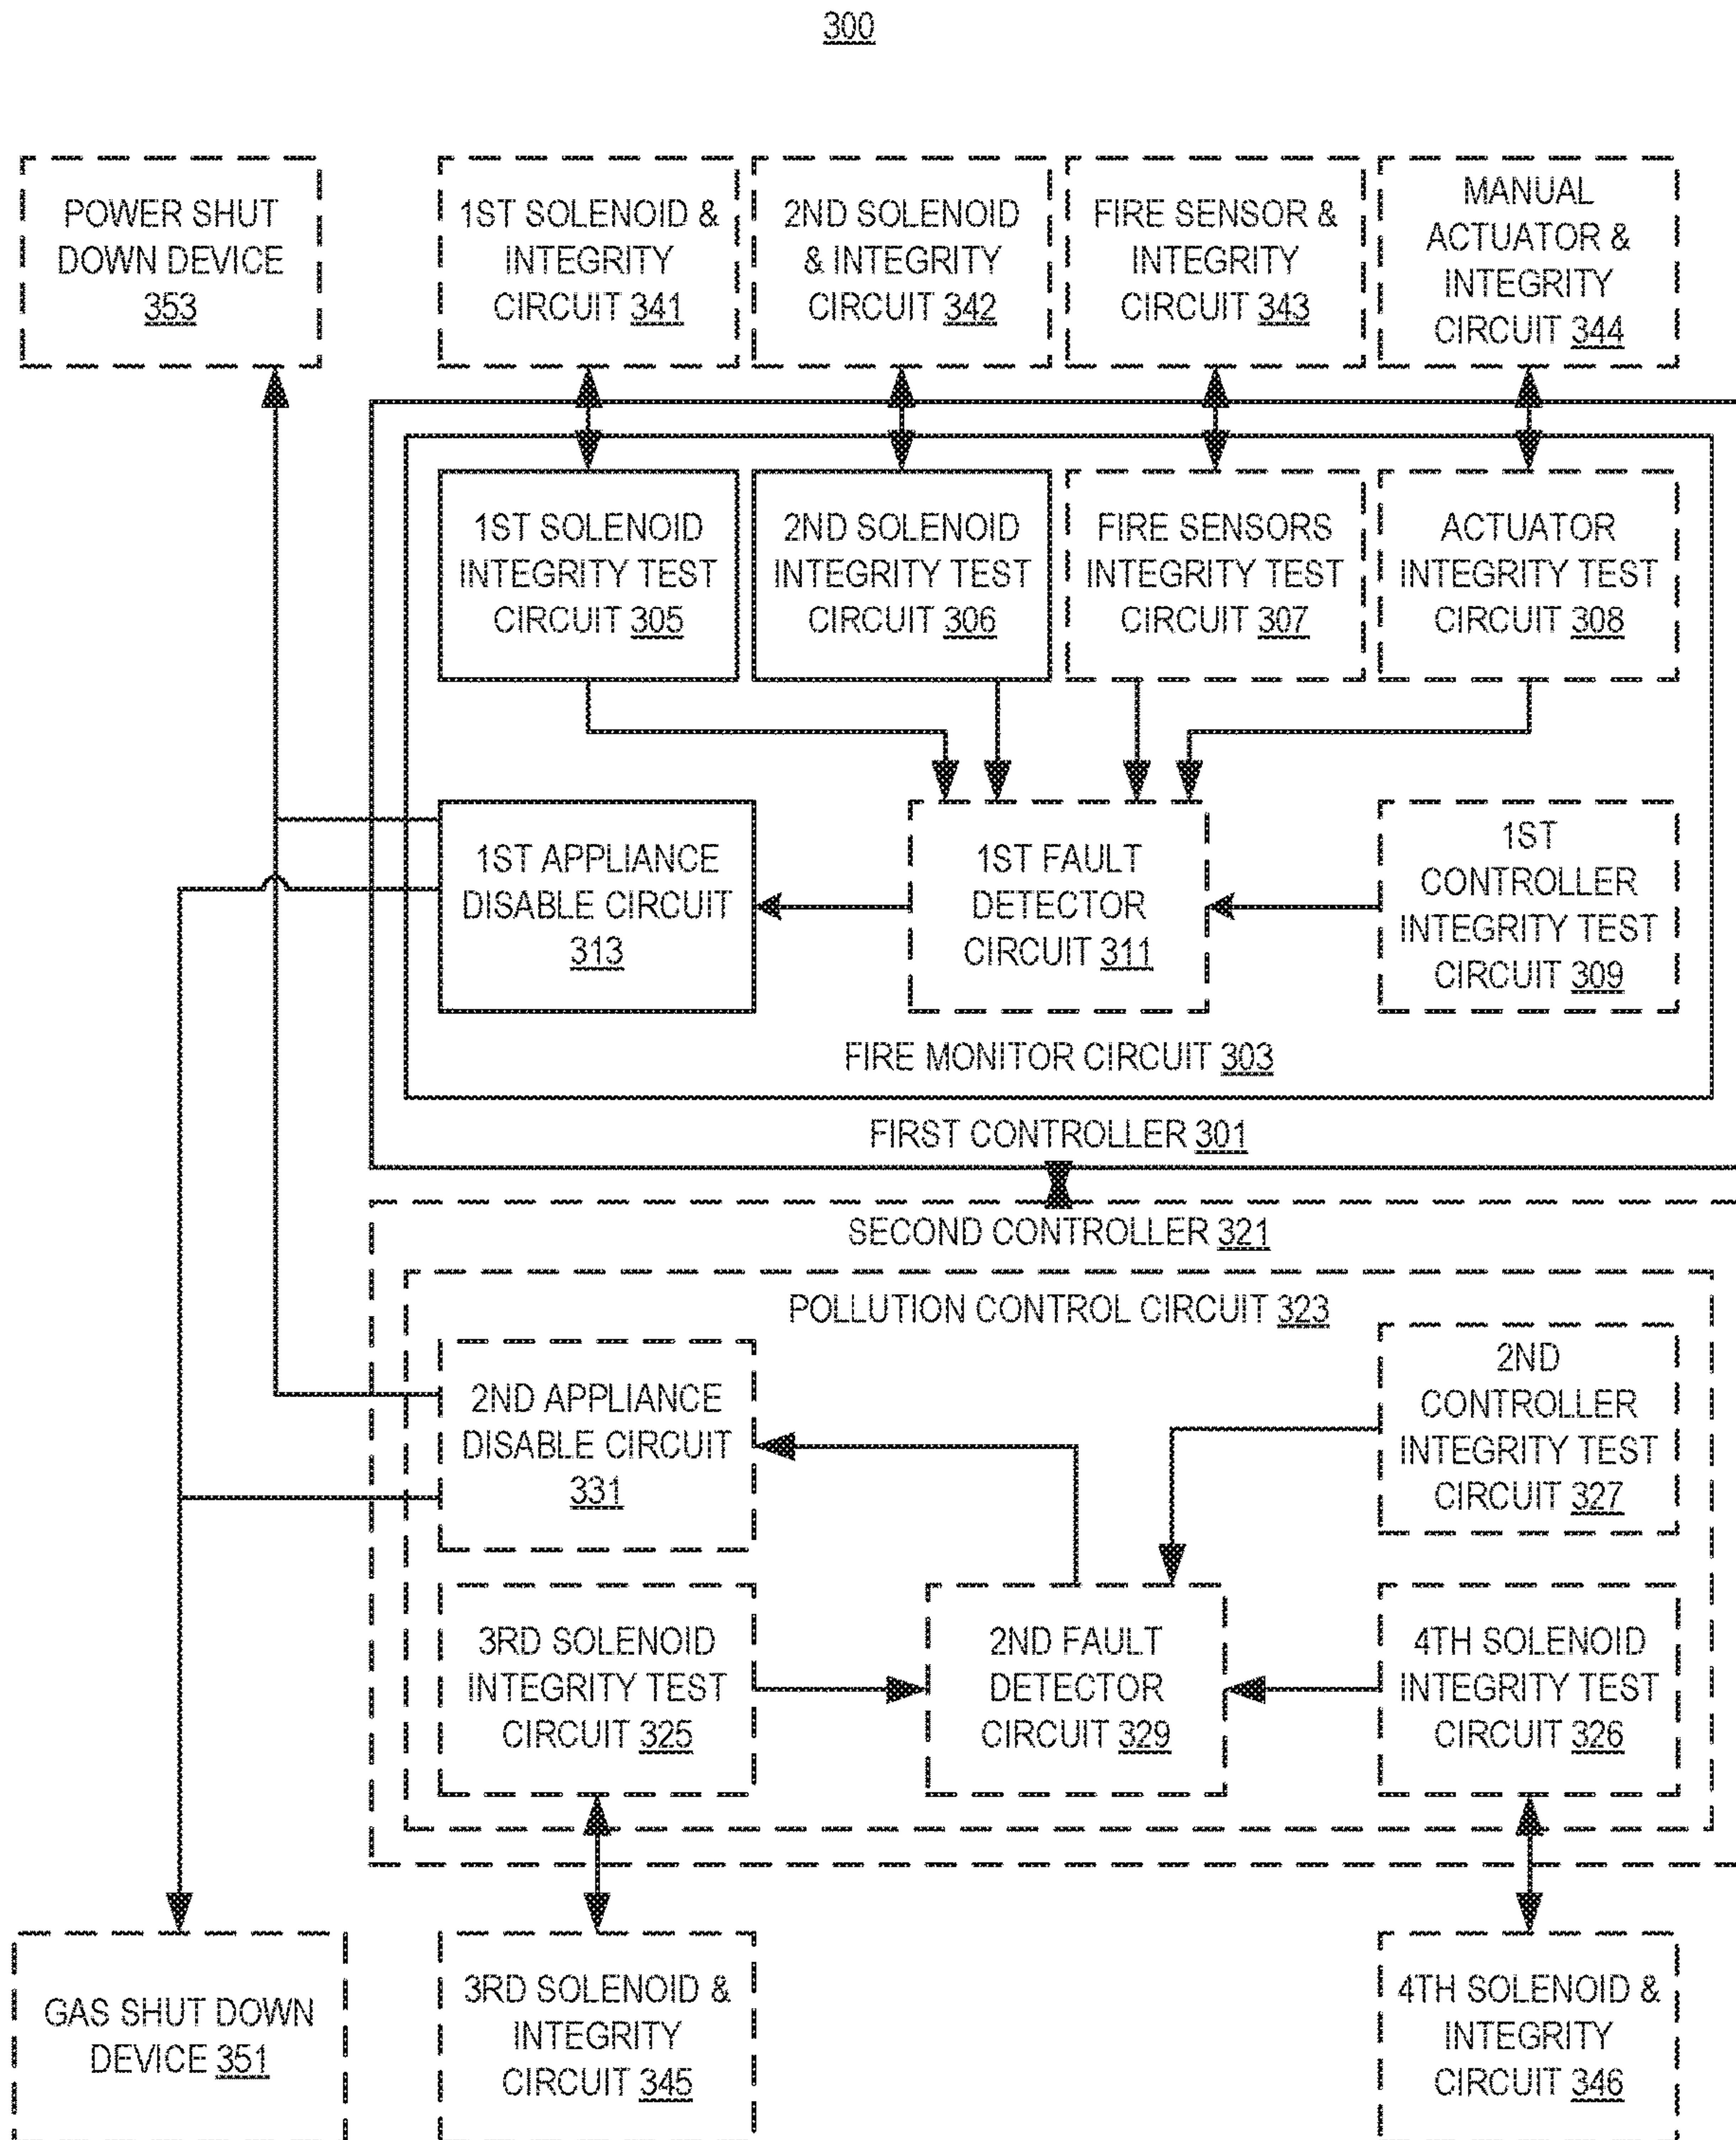 300
POWER SHUT
DOWN DEVICE
353
1ST SOLENOID &
INTEGRITY
CIRCUIT 341
2ND SOLENOID
& INTEGRITY
CIRCUIT 342
FIRE SENSOR &
INTEGRITY
CIRCUIT 343
MANUAL
ACTUATOR &
INTEGRITY
CIRCUIT 344
1ST SOLENOID
INTEGRITY TEST
CIRCUIT 305
2ND SOLENOID
INTEGRITY TEST
CIRCUIT 306
FIRE SENSORS
INTEGRITY TEST
CIRCUIT 307
ACTUATOR
INTEGRITY TEST
CIRCUIT 308
1ST APPLIANCE
DISABLE CIRCUIT
313
1ST FAULT
DETECTOR
CIRCUIT 311
1ST
CONTROLLER
INTEGRITY TEST
CIRCUIT 309
FIRE MONITOR CIRCUIT 303
FIRST CONTROLLER 301
SECOND CONTROLLER 321
POLLUTION CONTROL CIRCUIT 323
2ND APPLIANCE
DISABLE CIRCUIT
331
2ND
CONTROLLER
INTEGRITY TEST
CIRCUIT 327
3RD SOLENOID
INTEGRITY TEST
CIRCUIT 325
2ND FAULT
DETECTOR
CIRCUIT 329
4TH SOLENOID
INTEGRITY TEST
CIRCUIT 326
GAS SHUT DOWN
DEVICE 351
3RD SOLENOID &
INTEGRITY
CIRCUIT 345
4TH SOLENOID &
INTEGRITY
CIRCUIT 346